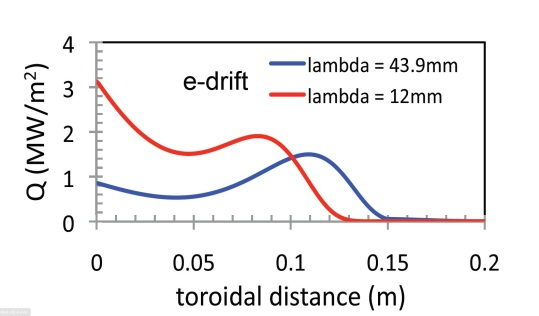 4
3
2
1
0
Q (MW/m²)
e-drift
lambda = 43.9mm
lambda = 12mm
0 0.05 0.1 0.15 0.2
toroidal distance (m)